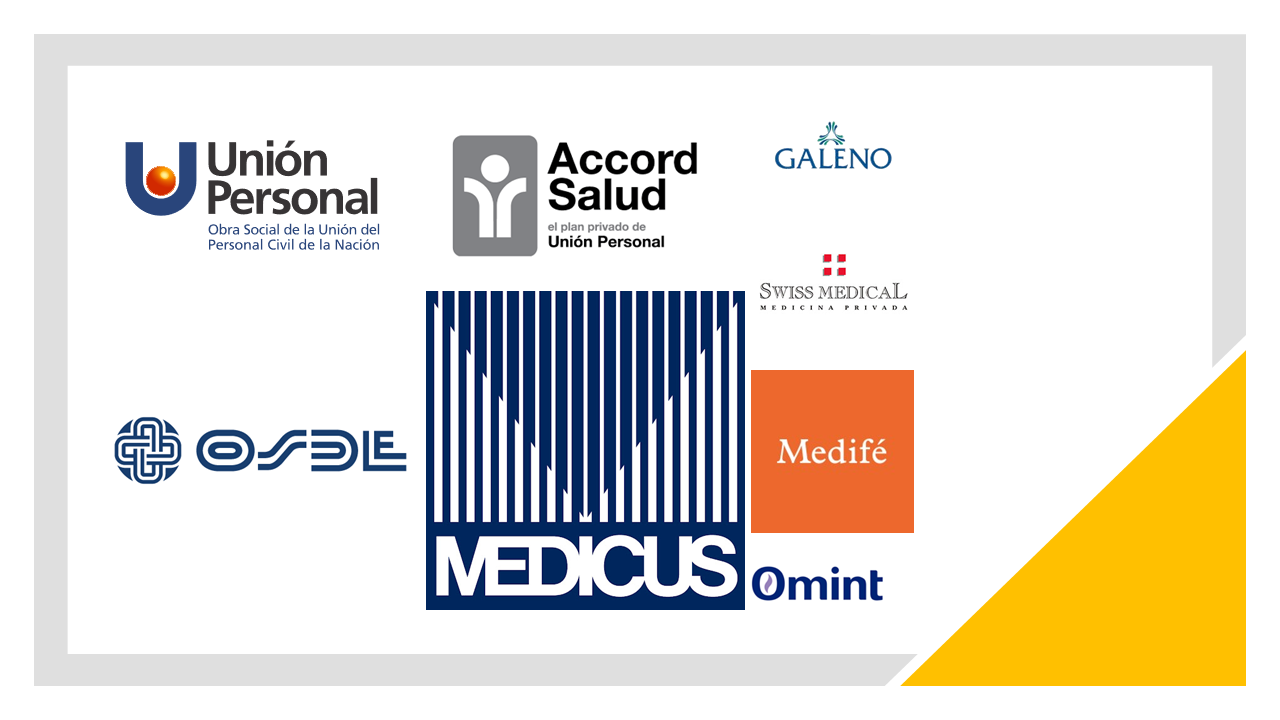 Unión
Personal
Obra Social de la Unión del
Personal Civil de la Nación
Accord
Salud
el plan privado de
Unión Personal
GALENO
SWISS MEDICAL
MEDICINA PRIVADA
OSDE
MEDICUS
Medifé
Omint